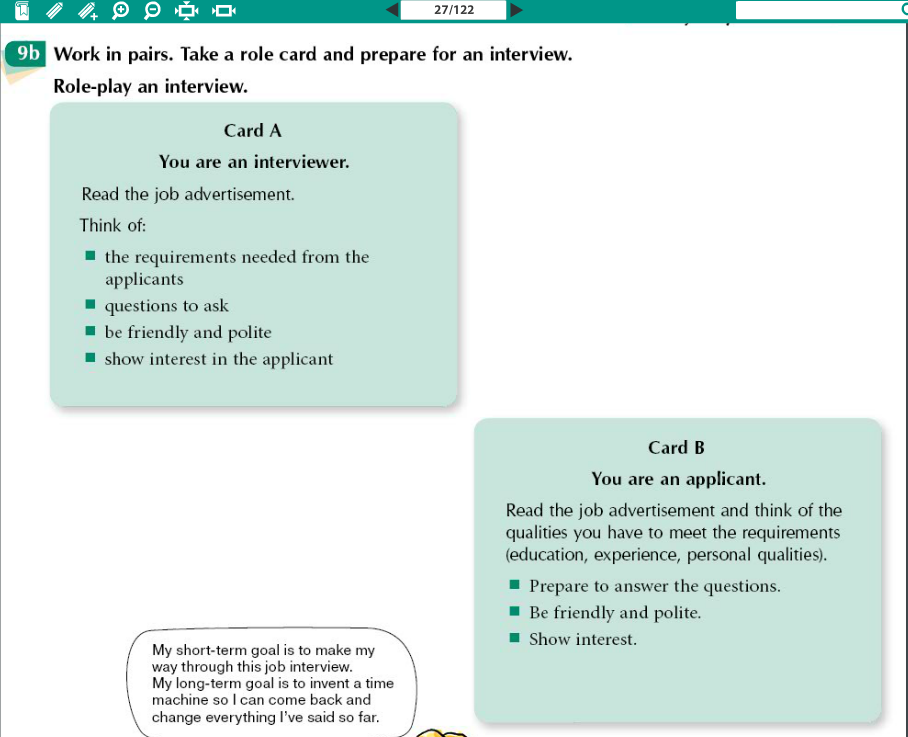 27/122
9b Work in pairs. Take a role card and prepare for an interview.
Role-play an interview.
Card A
You are an interviewer.
Read the job advertisement.
Think of:
the requirements needed from the
applicants
questions to ask
be friendly and polite
show interest in the applicant
Card B
You are an applicant.
Read the job advertisement and think of the
qualities you have to meet the requirements
(education, experience, personal qualities).
Prepare to answer the questions.
Be friendly and polite.
Show interest.
My short-term goal is to make my
way through this job interview.
My long-term goal is to invent a time
machine so I can come back and
change everything I've said so far.